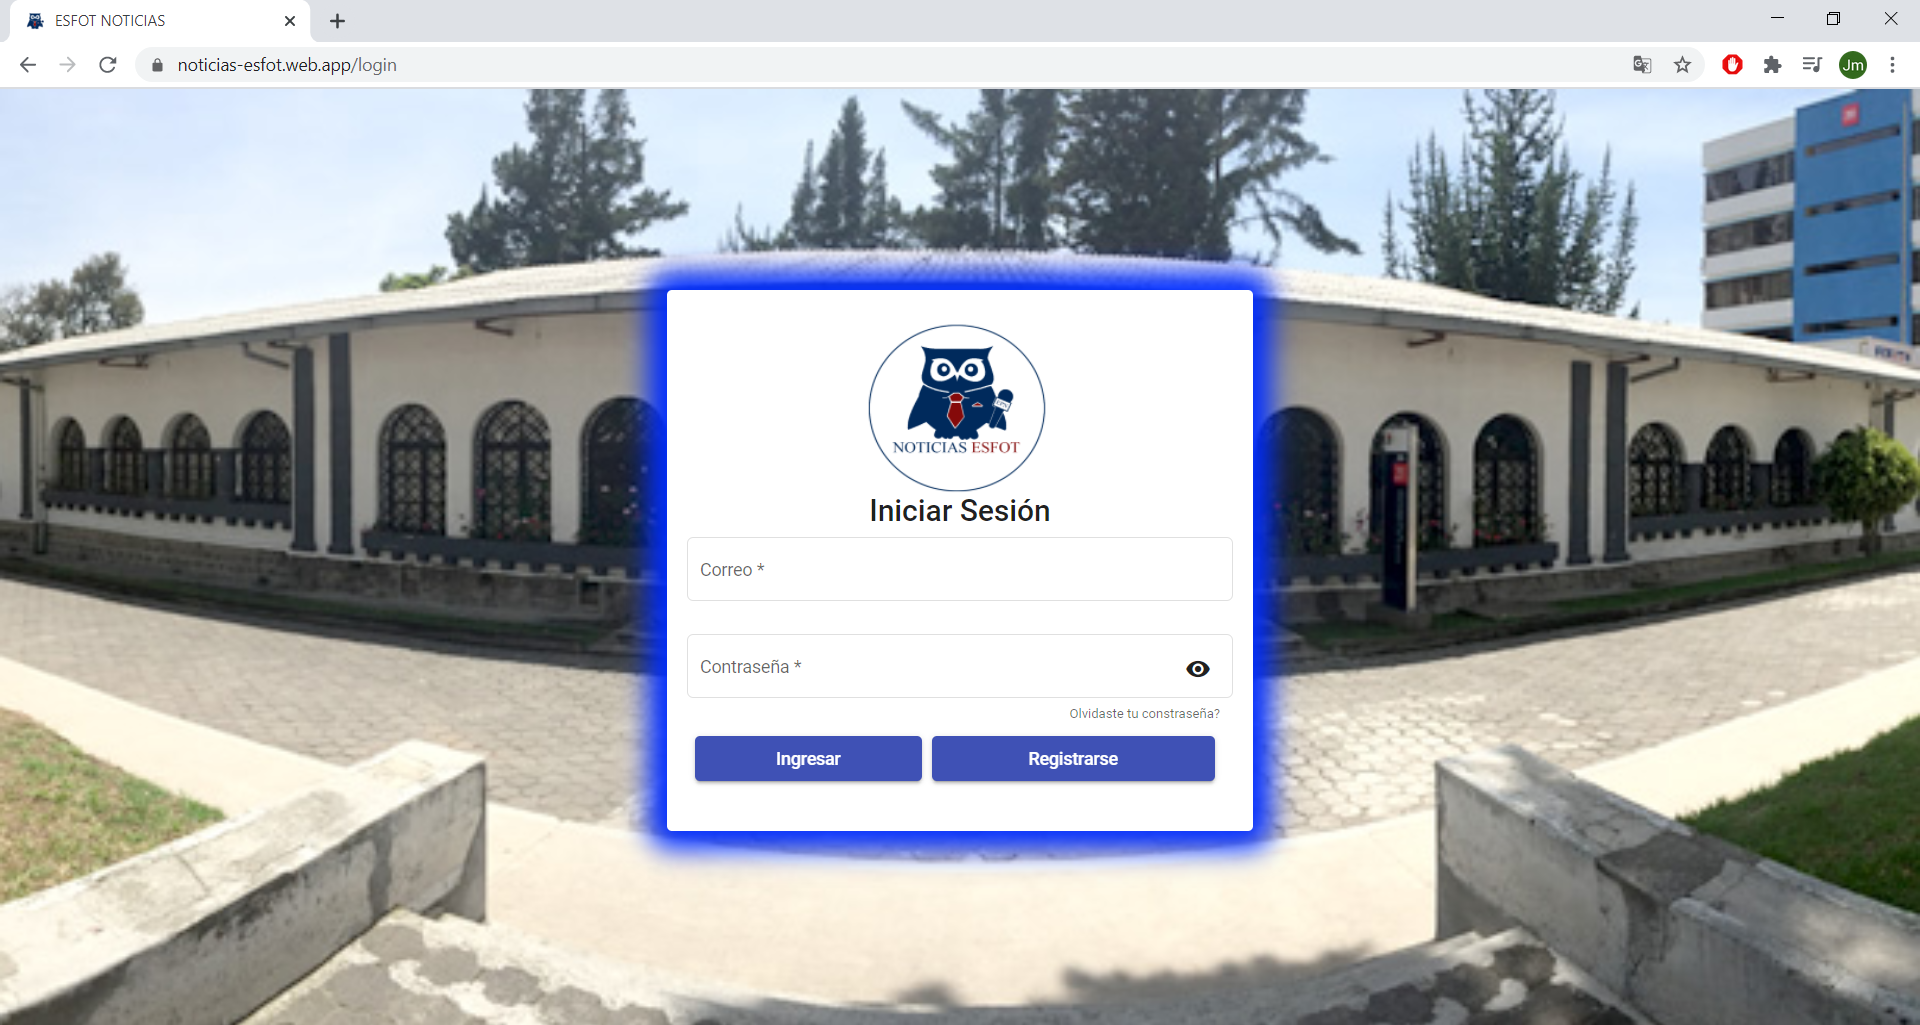 ESFOT NOTICIAS
noticias-esfot.web.app/login
Jm
NOTICIAS ESFOT
Iniciar Sesión
Correo *
Contraseña *
Olvidaste tu constraseña?
Ingresar
Registrarse